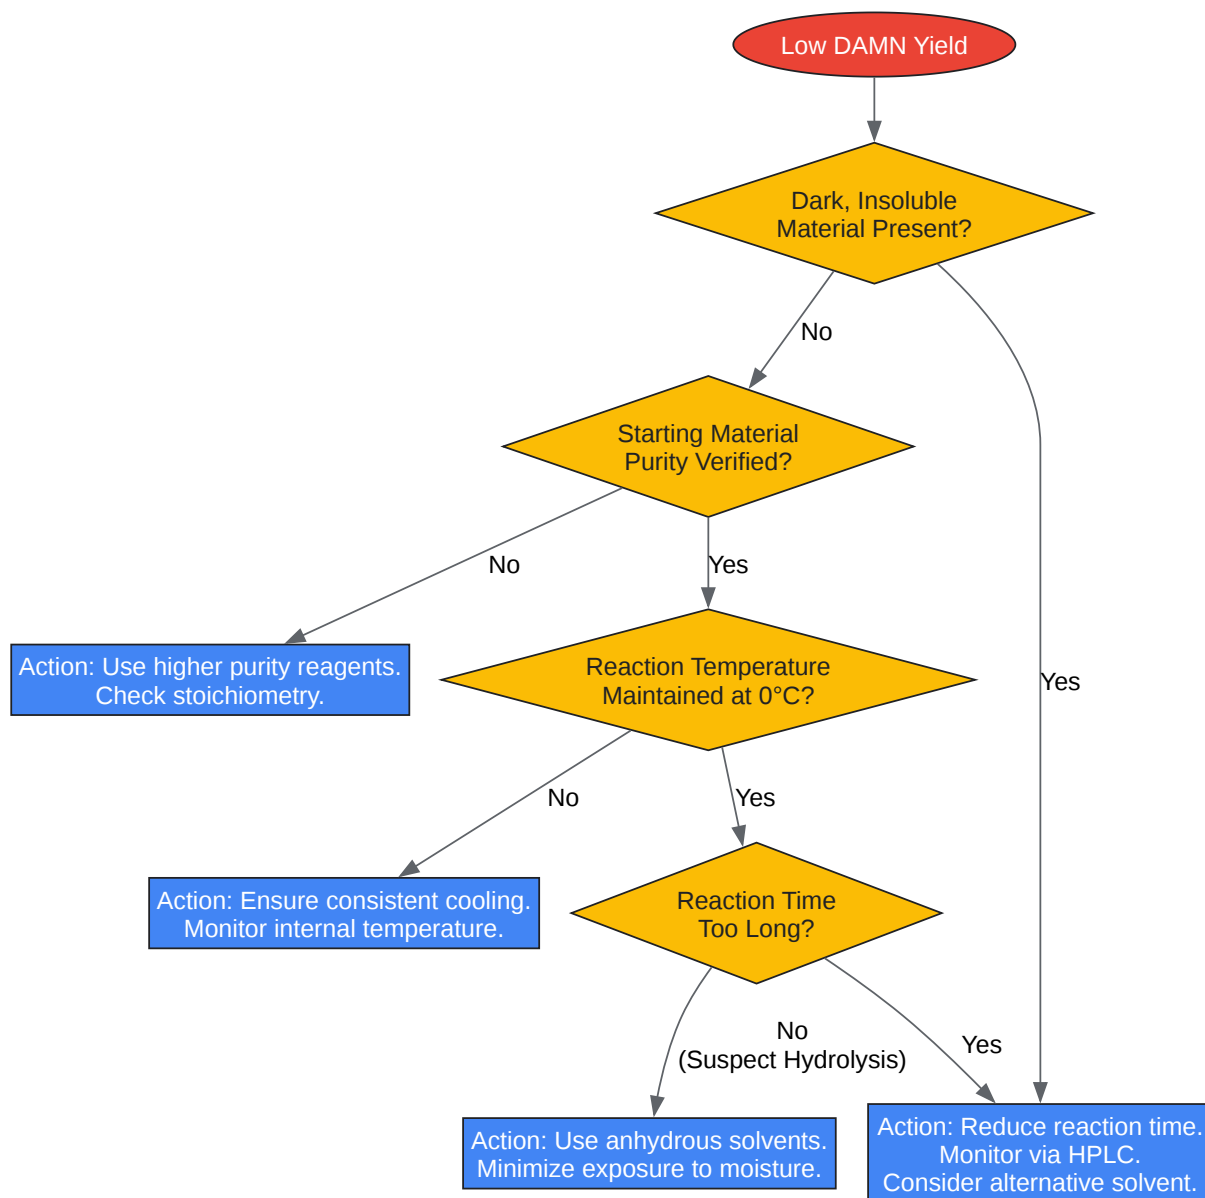 Low DAMN Yield
Dark, Insoluble
Material Present?
No
Starting Material
Purity Verified?
No
Yes
Action: Use higher purity reagents.
Check stoichiometry.
Reaction Temperature
Maintained at 0°C?
Yes
No
Yes
Action: Ensure consistent cooling.
Monitor internal temperature.
Reaction Time
Too Long?
No
(Suspect Hydrolysis)
Yes
Action: Use anhydrous solvents.
Minimize exposure to moisture.
Action: Reduce reaction time.
Monitor via HPLC.
Consider alternative solvent.